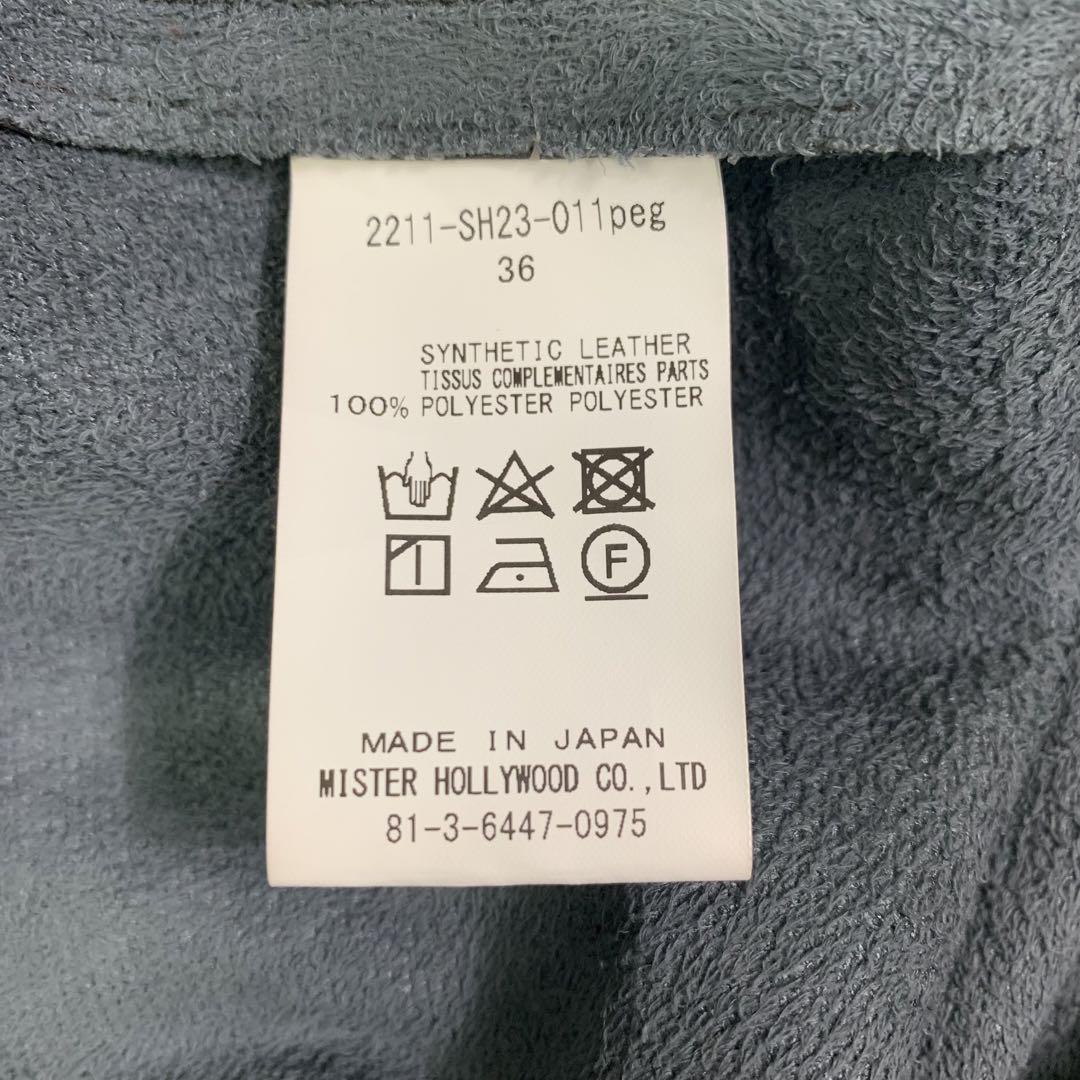 2211-SH23-011peg
36
SYNTHETIC LEATHER
TISSUS COMPLEMENTAIRES PARTS
100% POLYESTER POLYESTER
F
MADE IN JAPAN
MISTER HOLLYWOOD CO.,LTD
81-3-6447-0975